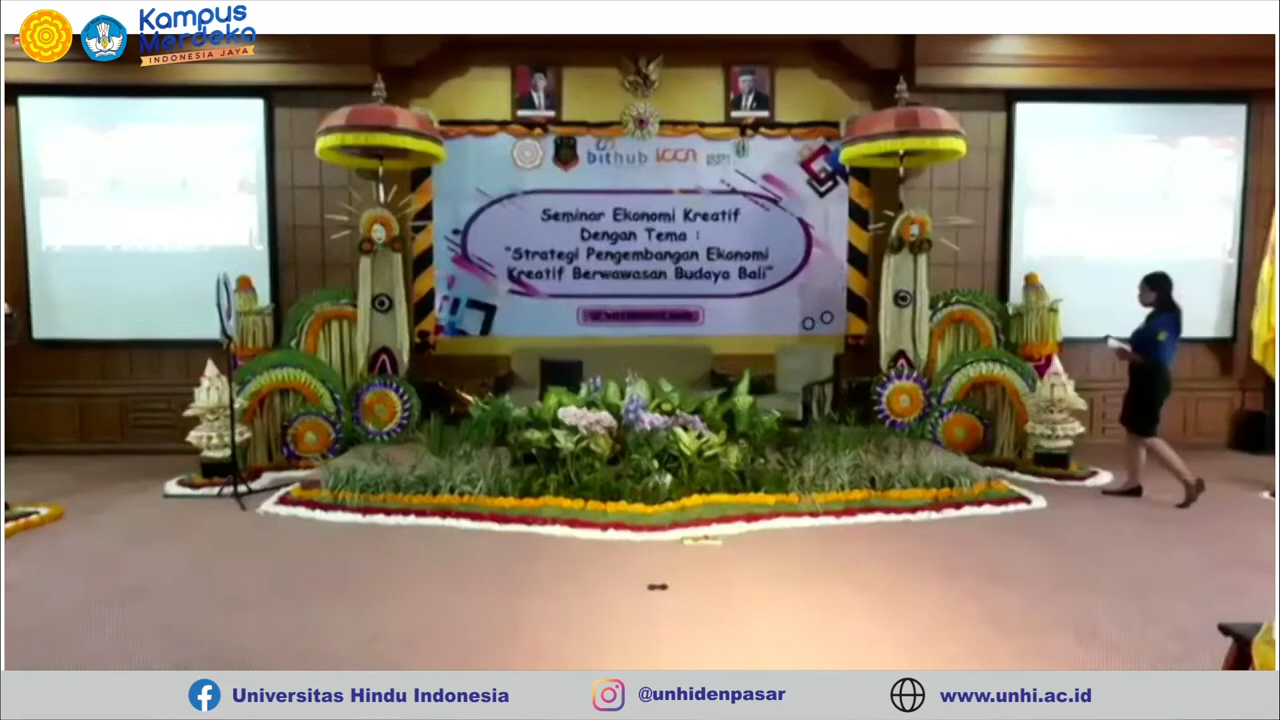 Kampus
Merdeka
INDONESIA JAYA
bithub ICCN
Seminar Ekonomi Kreatif
Dengan Tema :
"Strategi Pengembangan Ekonomi
Kreatif Berwawasan Budaya Bali"
Universitas Hindu Indonesia
@unhidenpasar
www.unhi.ac.id